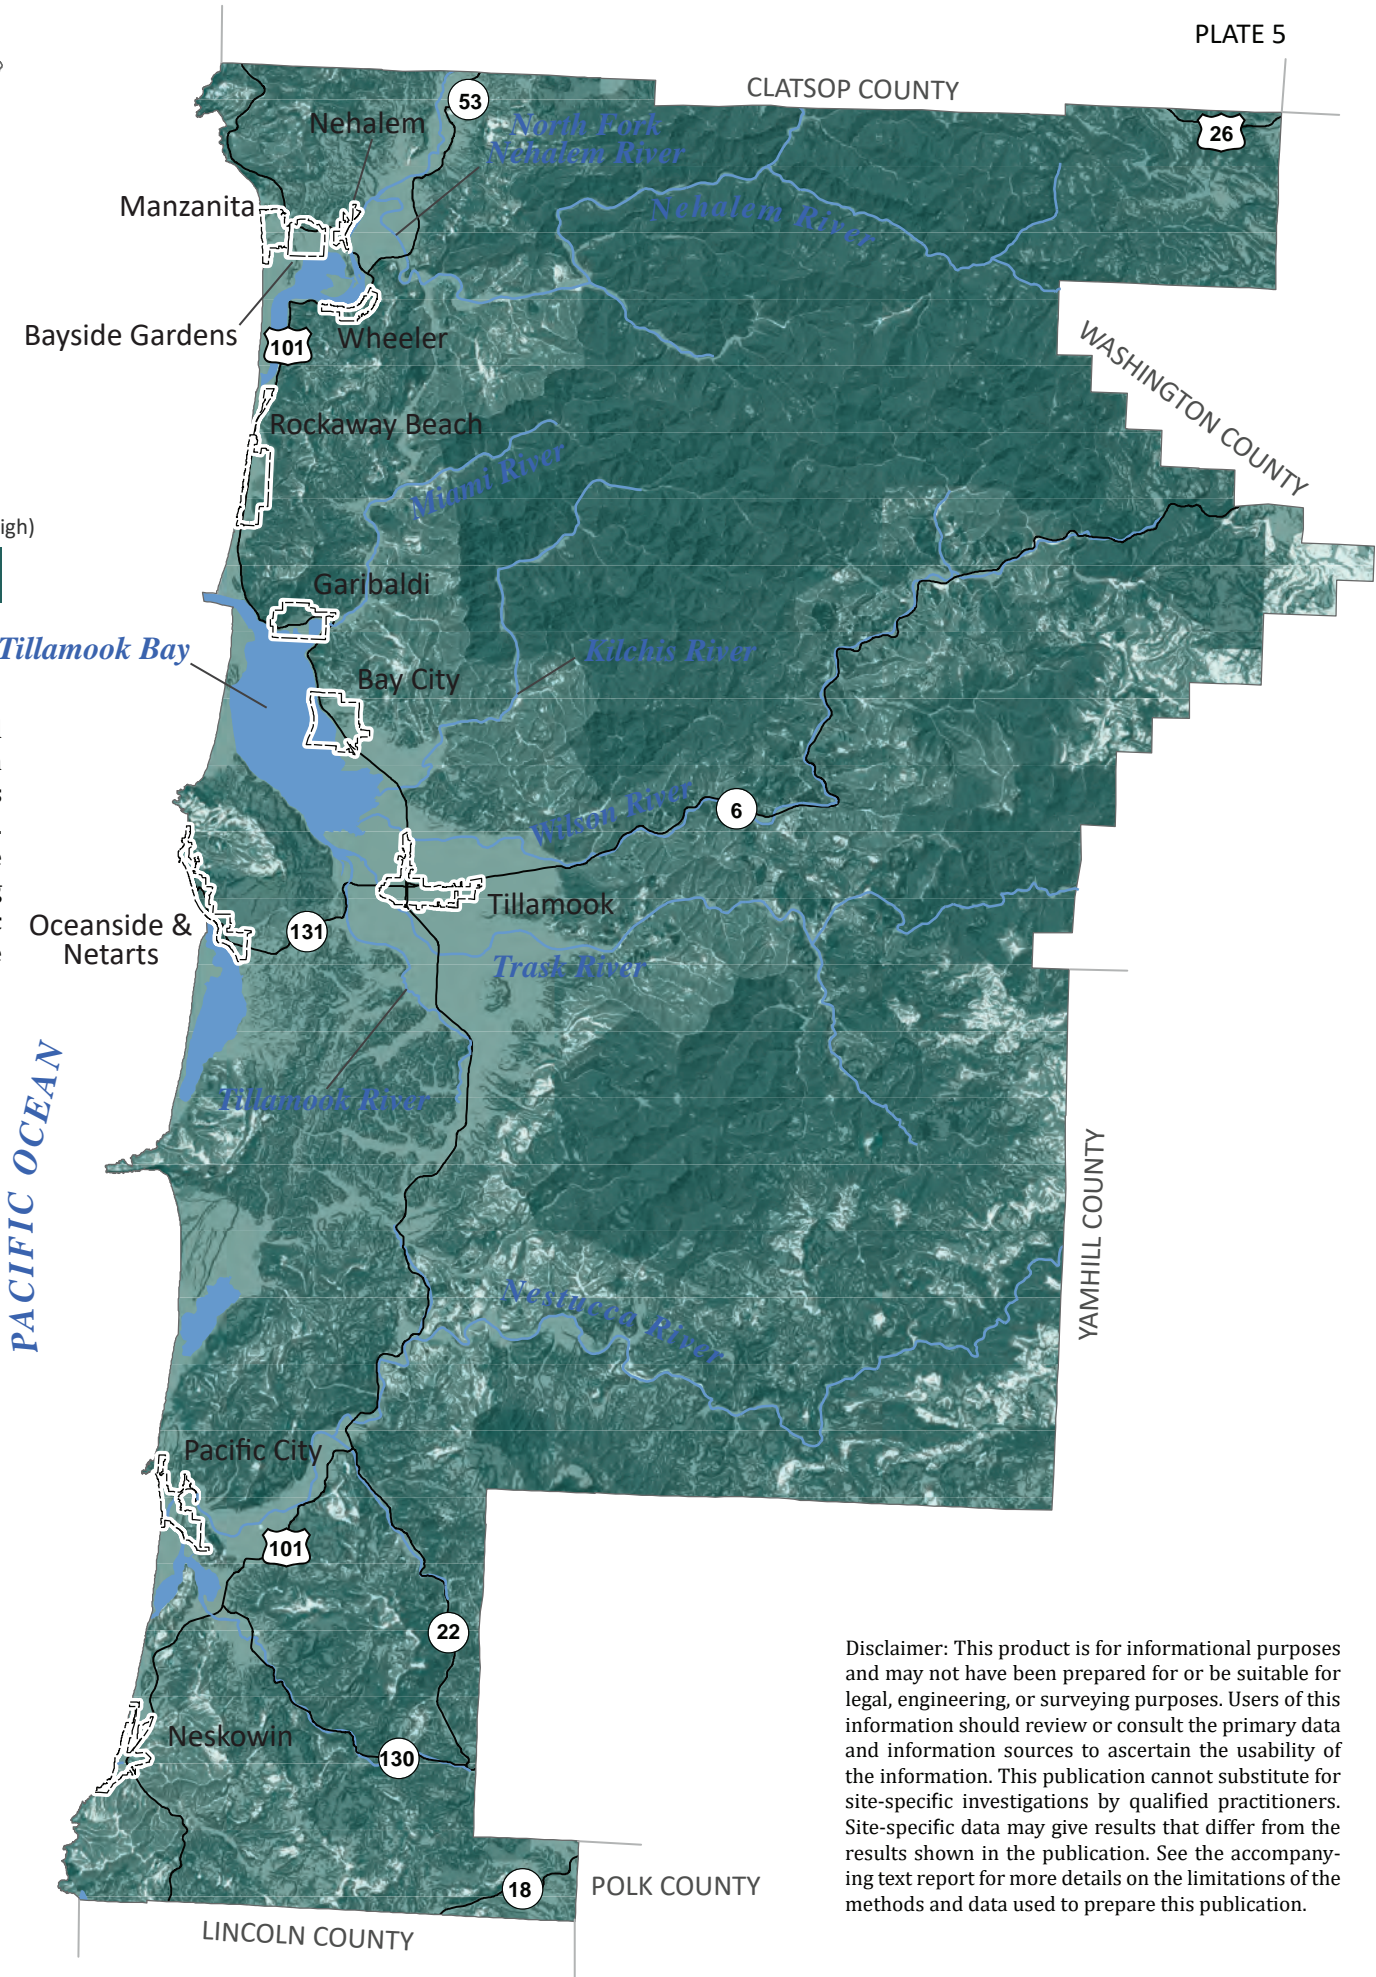 PLATE 5
CLATSOP COUNTY
53
26
Nehalem
North Fork
Nehalem River
Manzanita
Nehalem River
Bayside Gardens
101
Wheeler
WASHINGTON COUNTY
Rockaway Beach
Miami River
igh)
Garibaldi
Tillamook Bay
Kilchis River
Bay City
Wilson River
6
Tillamook
Oceanside &
Netarts
131
Trask River
PACIFIC OCEAN
Tillamook River
YAMHILL COUNTY
Nestucca River
Pacific City
101
22
Neskowin
130
18
POLK COUNTY
LINCOLN COUNTY
Disclaimer: This product is for informational purposes
and may not have been prepared for or be suitable for
legal, engineering, or surveying purposes. Users of this
information should review or consult the primary data
and information sources to ascertain the usability of
the information. This publication cannot substitute for
site-specific investigations by qualified practitioners.
Site-specific data may give results that differ from the
results shown in the publication. See the accompany-
ing text report for more details on the limitations of the
methods and data used to prepare this publication.